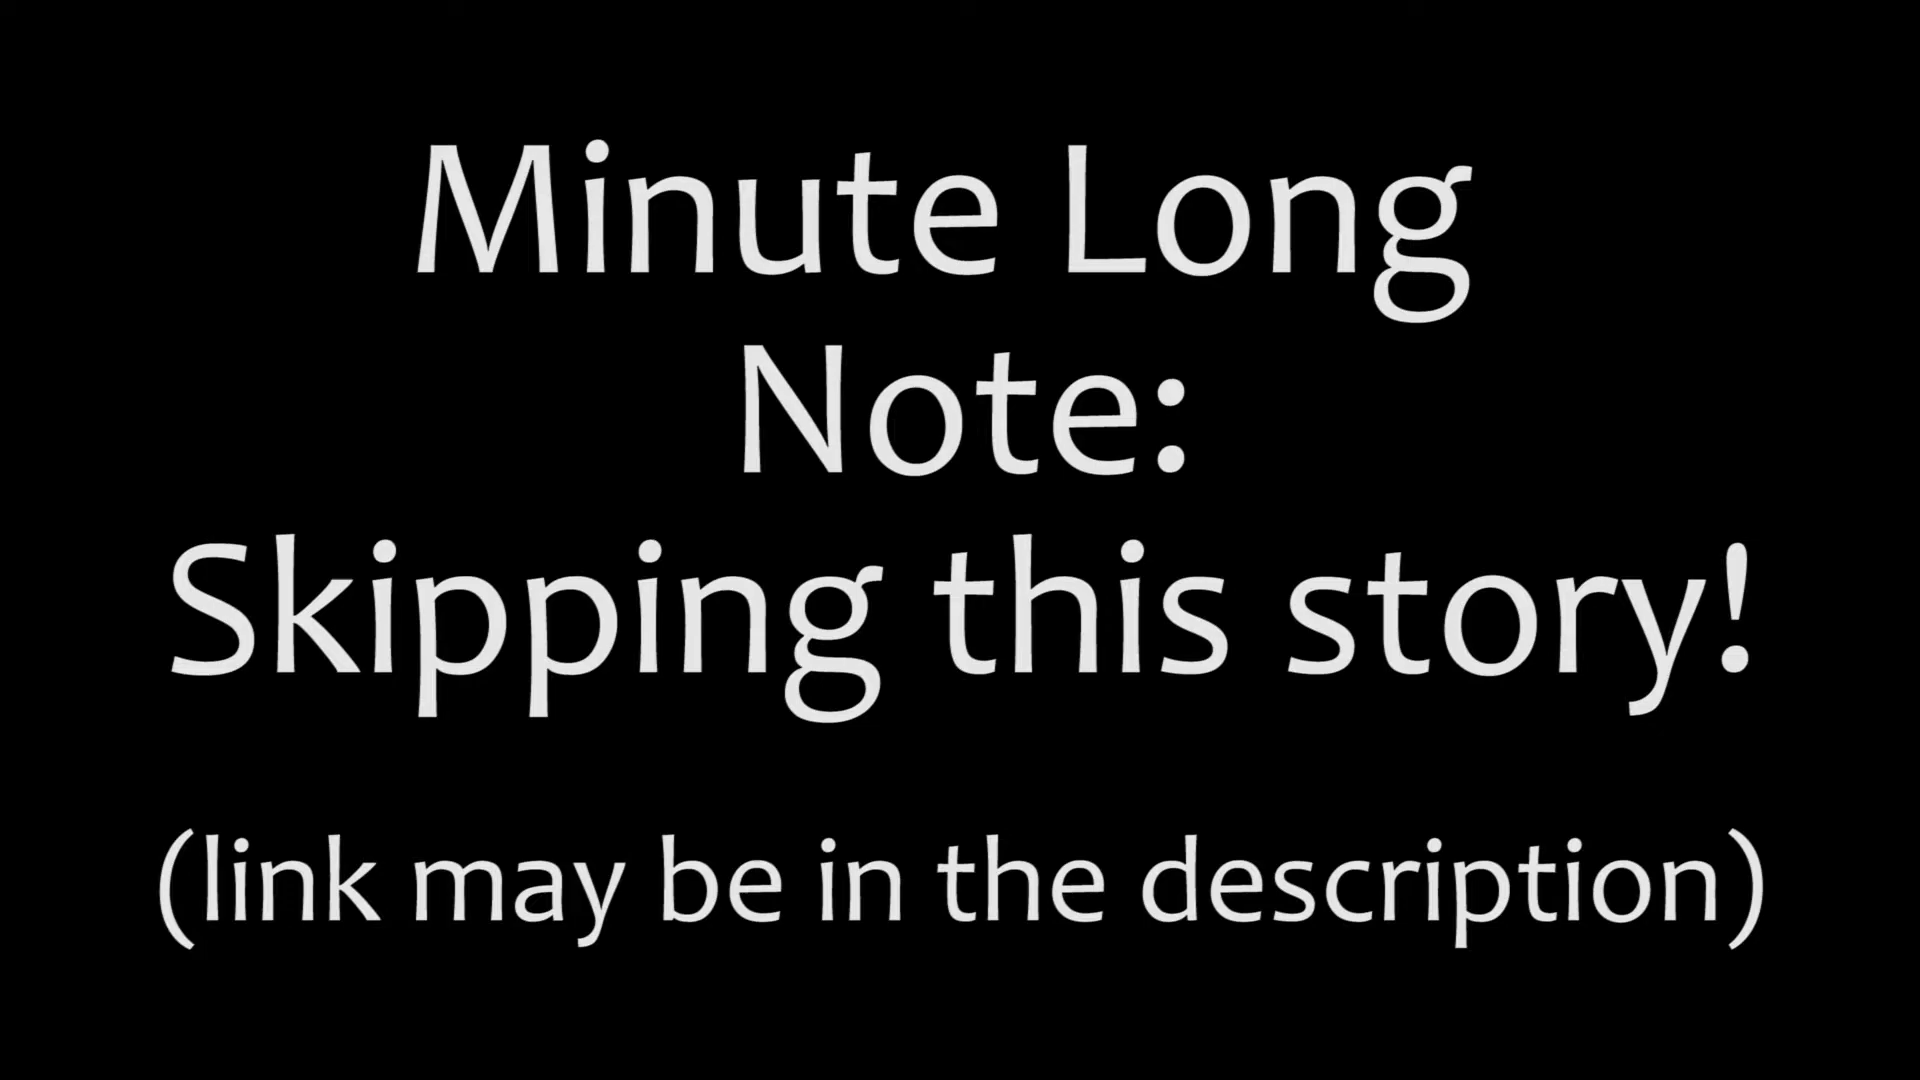 Minute Long
Note:
Skipping this story!
(link may be in the description)